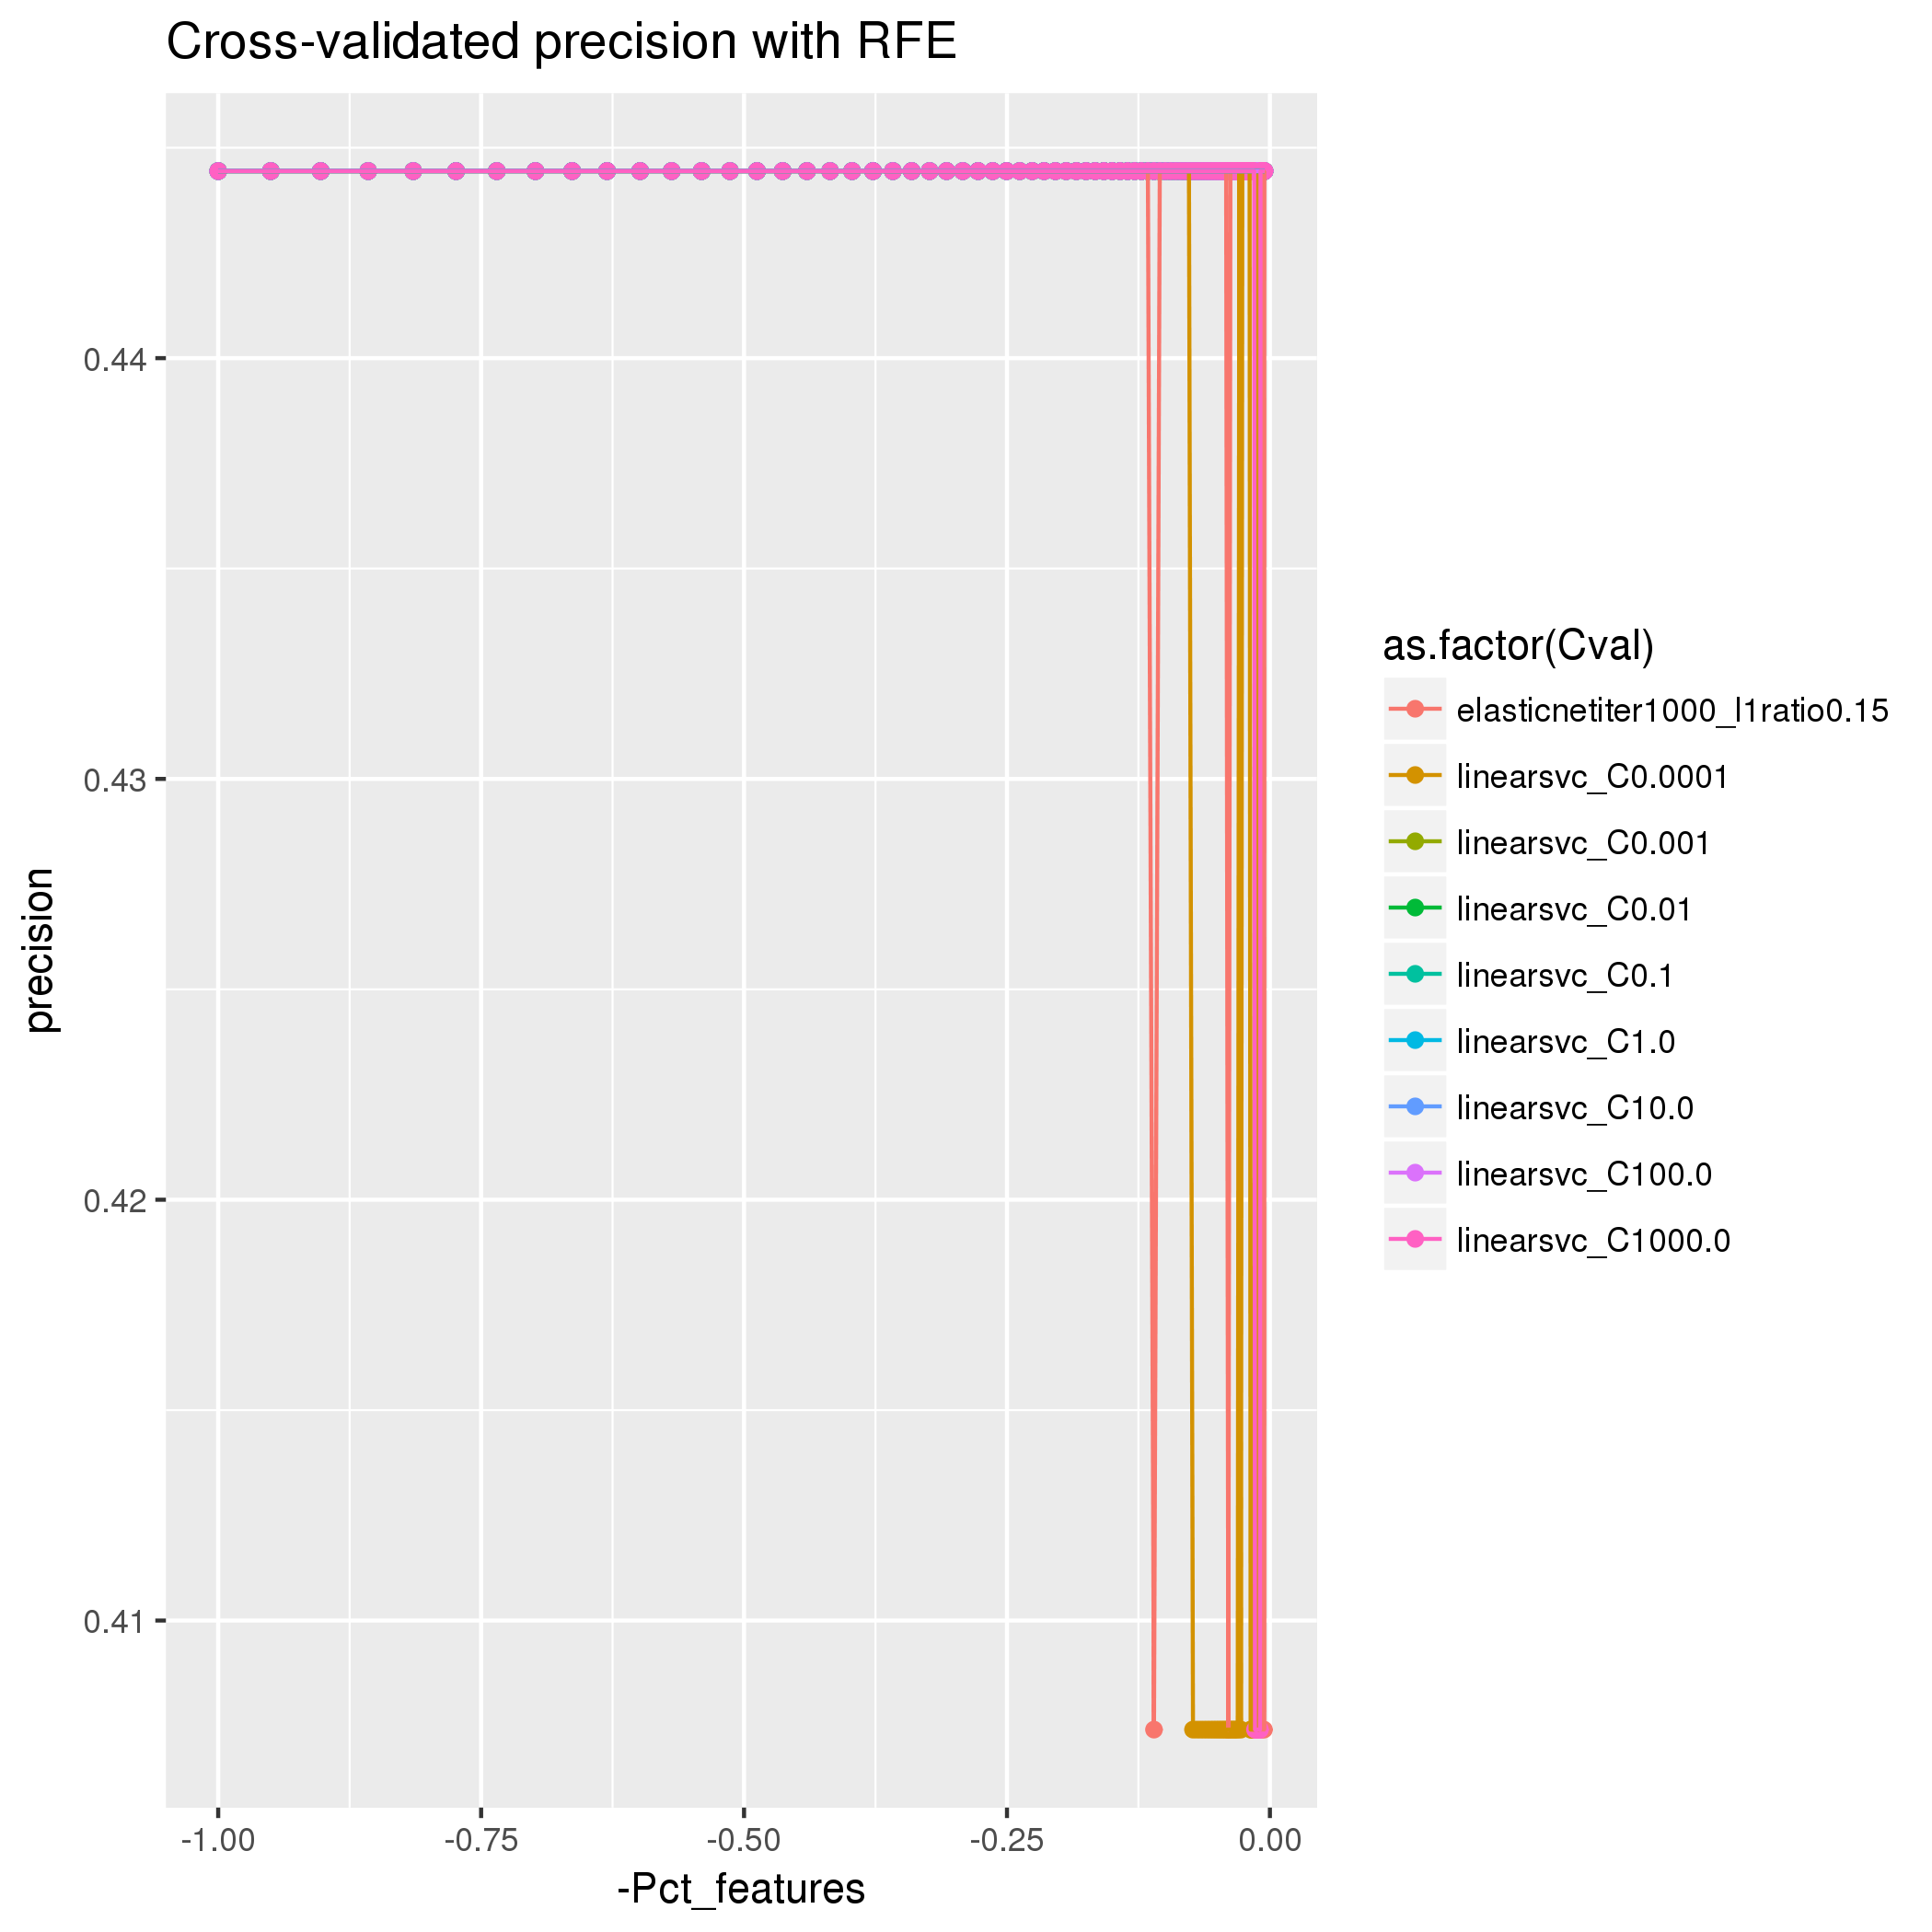 Cross-validated precision with RFE
precision
0.44
0.43
0.42
0.41
-1.00 -0.75 -0.50 -0.25 0.00
-Pct_features
as.factor(Cval)
elasticnetiter1000_l1ratio0.15
linearsvc_C0.0001
linearsvc_C0.001
linearsvc_C0.01
linearsvc_C0.1
linearsvc_C1.0
linearsvc_C10.0
linearsvc_C100.0
linearsvc_C1000.0